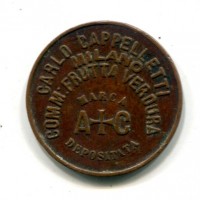 CARLO CAPPELLETTI
MILANO
COMM. FRUTTA VERDURA
MARCA
A+C
DEPOSITATA